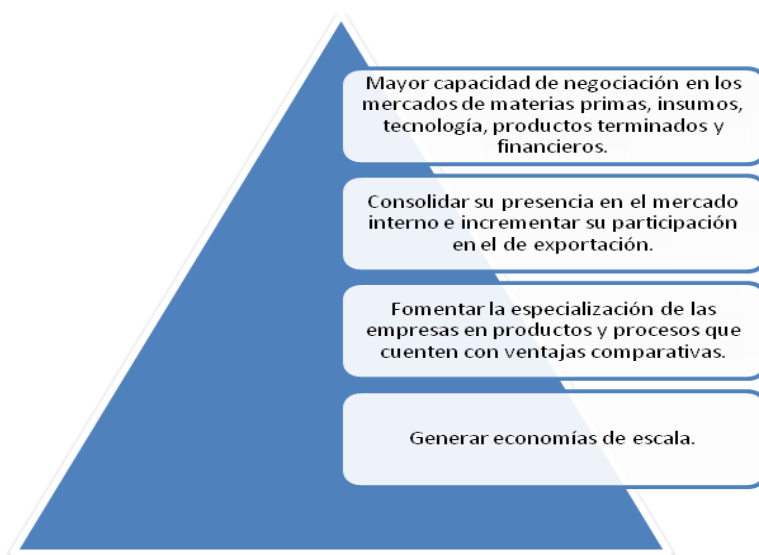 Mayor capacidad de negociación en los
mercados de materias primas, insumos,
tecnología, productos terminados y
financieros.
Consolidar su presencia en el mercado
interno e incrementar su participación
en el de exportación.
Fomentar la especialización de las
empresas en productos y procesos que
cuenten con ventajas comparativas.
Generar economías de escala.